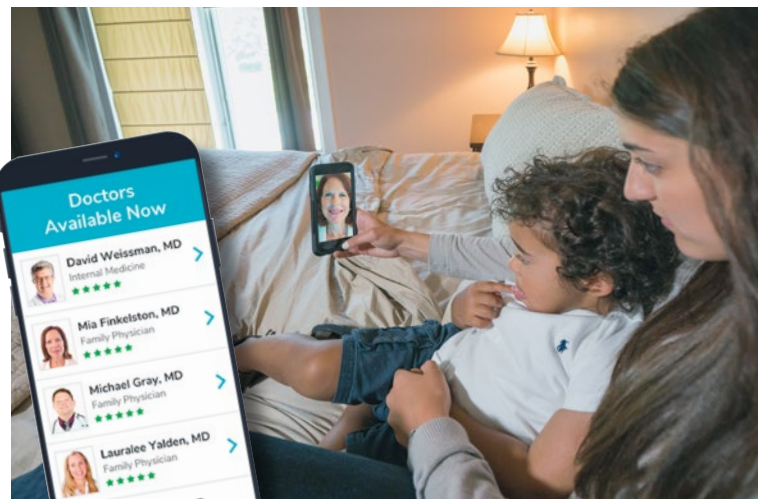 Doctors
Available Now
David Weissman, MD
Internal Medicine
Mia Finkelston, MD
Family Physician
Michael Gray, MD
Family Physician
Lauralee Yalden, MD
Family Physician